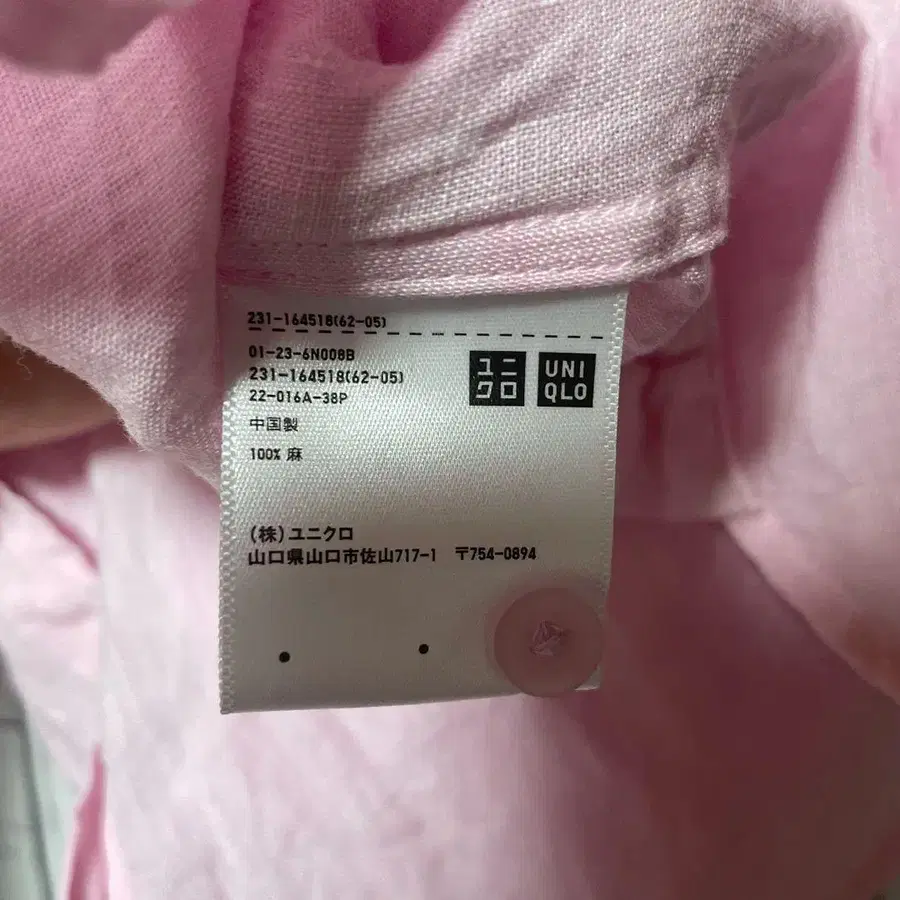 231-164518(62-05)
01-23-6N008B
231-164518(62-05)
22-016A-38P
中国製
100% 麻
ユニ
クロ
UNI
QLO
(株)ユニクロ
山口県山口市佐山717-1 〒754-0894